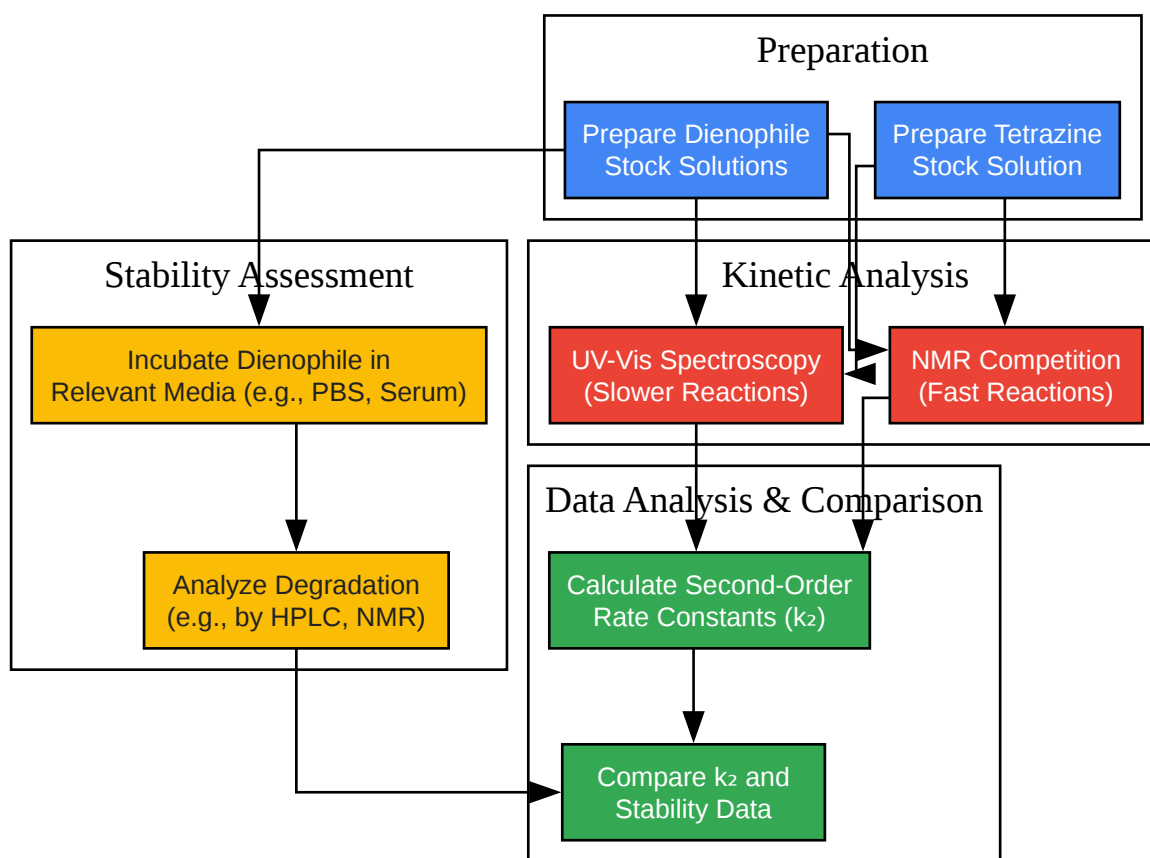 Preparation
Prepare Dienophile
Stock Solutions
Prepare Tetrazine
Stock Solution
Stability Assessment
Incubate Dienophile in
Relevant Media (e.g., PBS, Serum)
Analyze Degradation
(e.g., by HPLC, NMR)
Kinetic Analysis
UV-Vis Spectroscopy
(Slower Reactions)
NMR Competition
(Fast Reactions)
Data Analysis & Comparison
Calculate Second-Order
Rate Constants (k₂)
Compare k₂ and
Stability Data